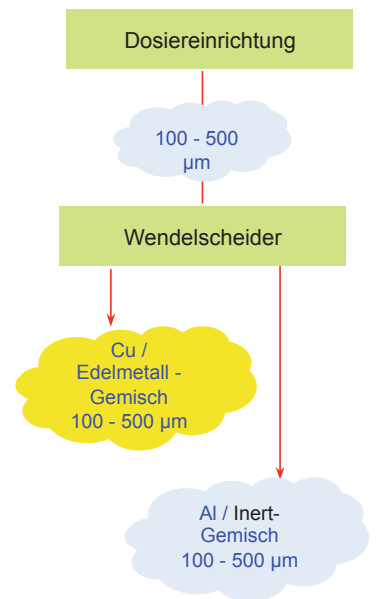 Dosiereinrichtung
100 - 500
µm
Wendelscheider
Cu /
Edelmetall -
Gemisch
100 - 500 µm
Al / Inert-
Gemisch
100 - 500 µm